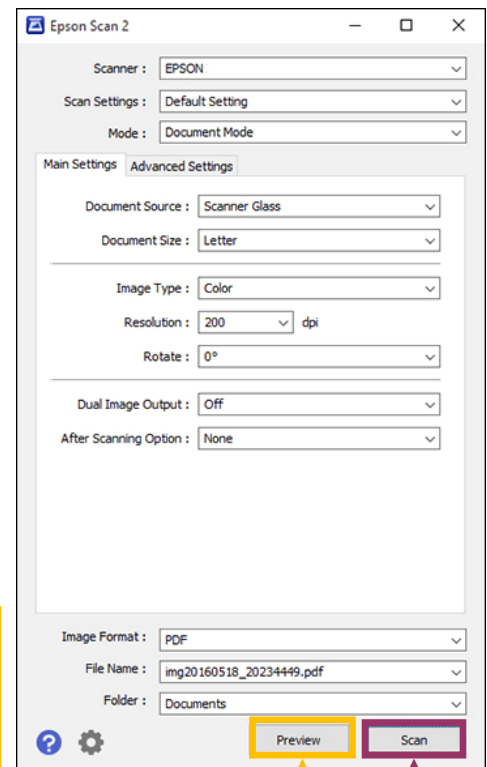 Epson Scan 2
Scanner : EPSON
Scan Settings : Default Setting
Mode : Document Mode
Main Settings Advanced Settings
Document Source : Scanner Glass
Document Size : Letter
Image Type : Color
Resolution : 200 dpi
Rotate : 0°
Dual Image Output : Off
After Scanning Option : None
Image Format : PDF
File Name : img20160518_20234449.pdf
Folder : Documents
? Preview Scan